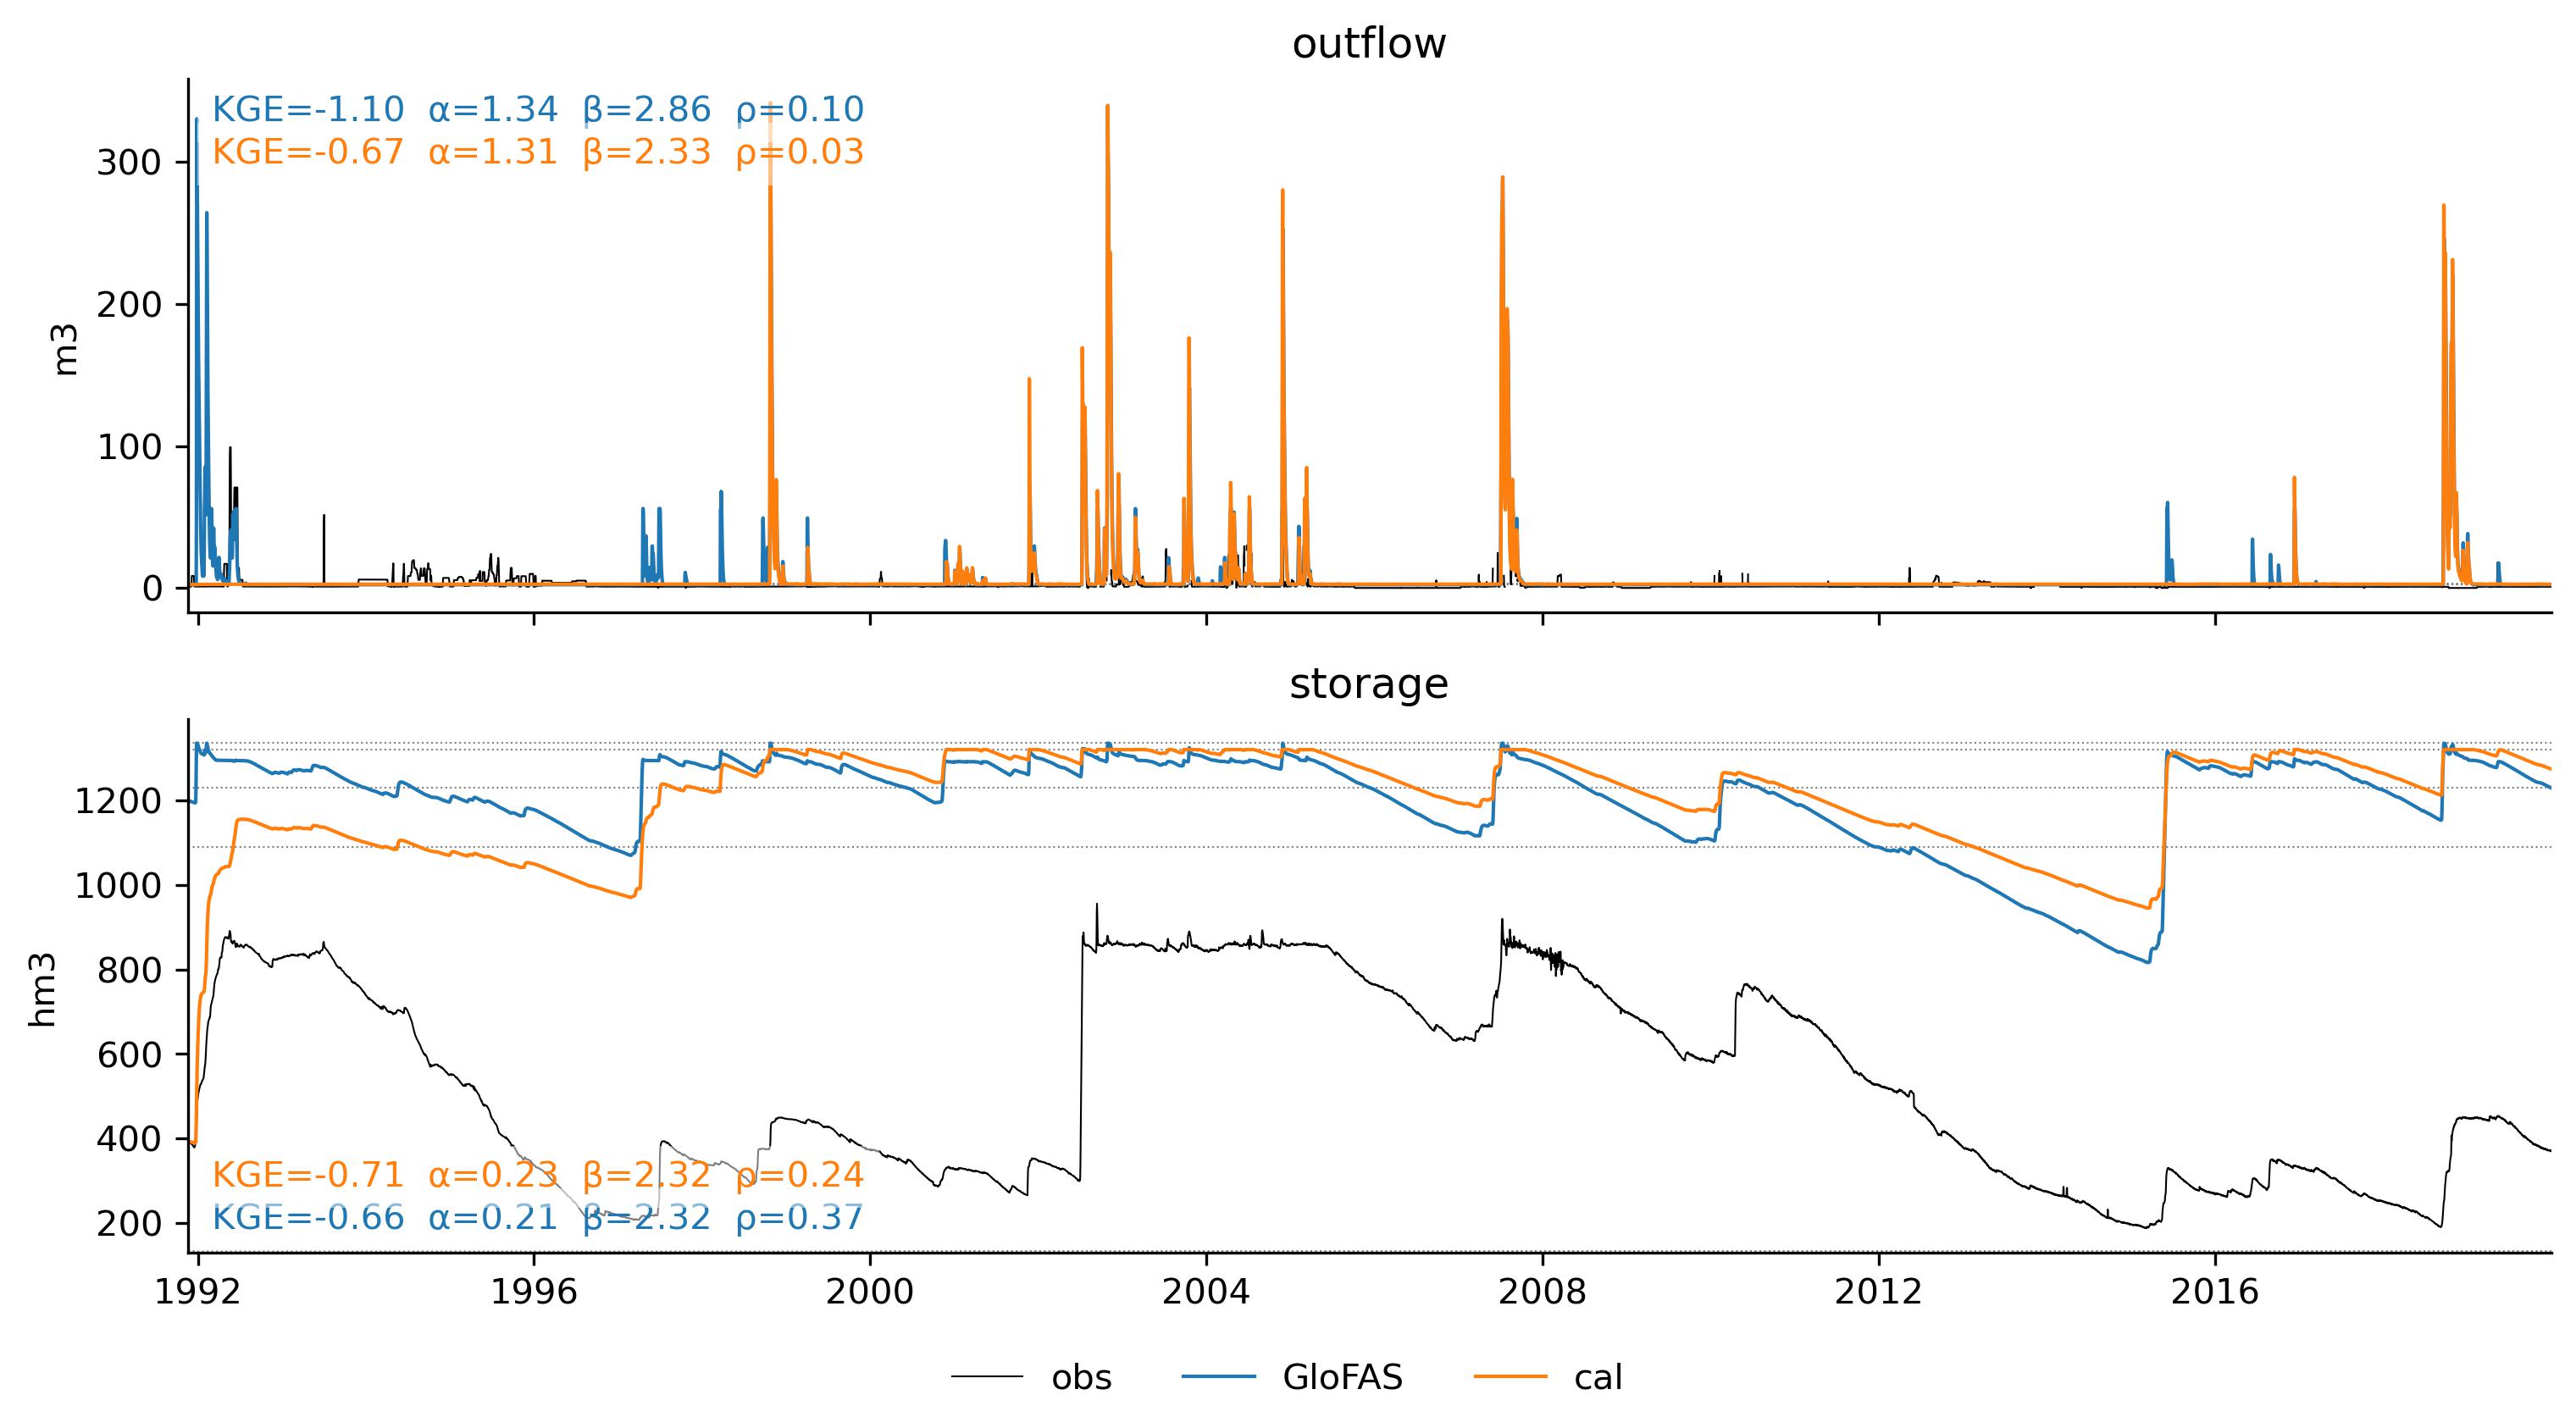 outflow
KGE=-1.10 α=1.34 β=2.86 ρ=0.10
KGE=-0.67 α=1.31 β=2.33 ρ=0.03
300
200
100
0
m3
storage
1200
1000
800
600
400
200
hm3
KGE=-0.71 α=0.23 β=2.32 ρ=0.24
KGE=-0.66 α=0.21 β=2.32 ρ=0.37
1992 1996 2000 2004 2008 2012 2016
obs GloFAS cal